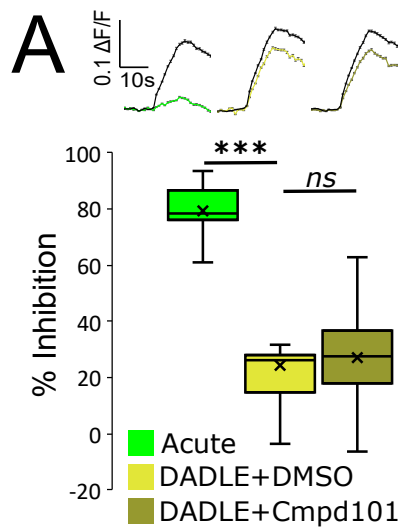 A
0.1 ΔF/F
10s
*** 
ns
% Inhibition
100
80
60
40
20
0
-20
Acute
DADLE+DMSO
DADLE+Cmpd101